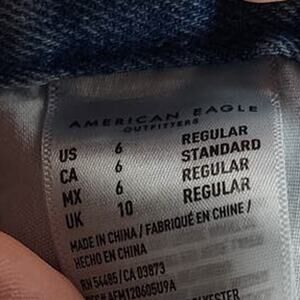 AMERICAN EAGLE
OUTFITTERS
US 6 REGULAR
CA 6 STANDARD
MX 6 REGULAR
UK 10 REGULAR
MADE IN CHINA / FABRIQUÉ EN CHINE /
HECHO EN CHINA
RN 54485 / CA 03873